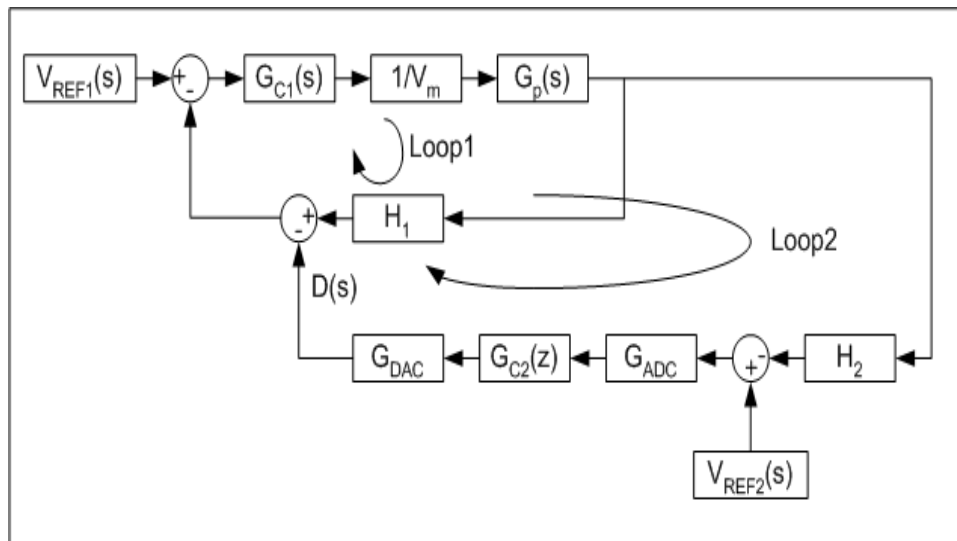 V_REF1(s) + - G_C1(s) 1/V_m G_p(s)
Loop1
+ - H_1
Loop2
D(s)
G_DAC G_C2(z) G_ADC - + H_2
V_REF2(s)